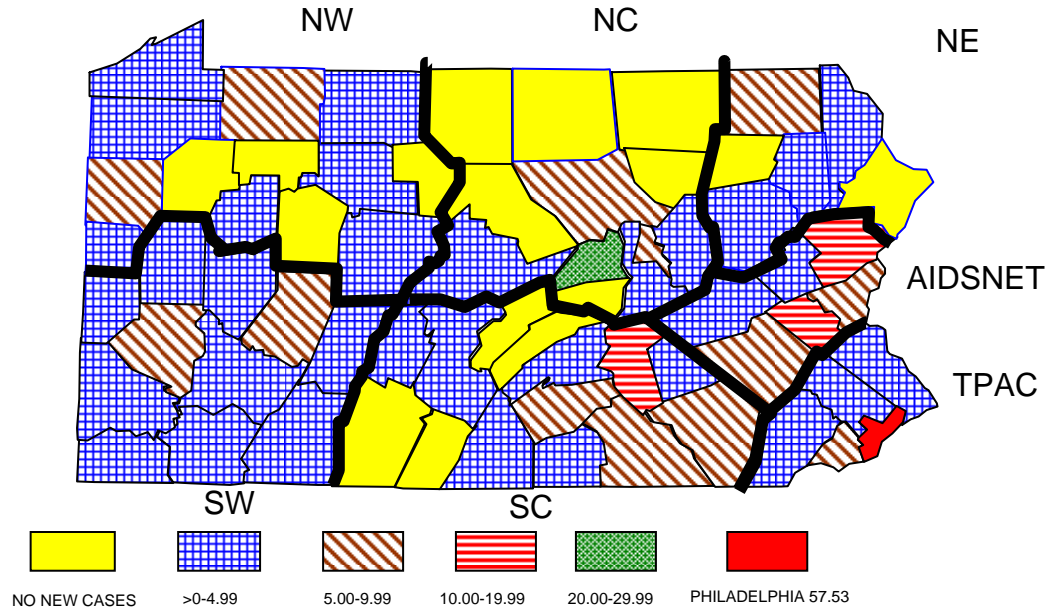 NW
NC
NE
AIDSNET
TPAC
SW
SC
NO NEW CASES
>0-4.99
5.00-9.99
10.00-19.99
20.00-29.99
PHILADELPHIA 57.53